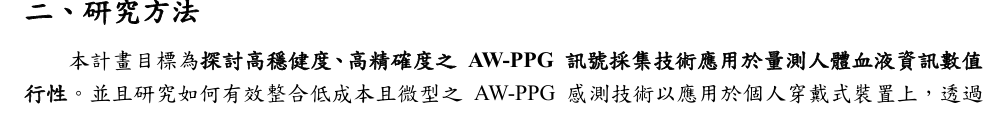 二、研究方法
本計畫目標為探討高穩健度、高精確度之 AW-PPG 訊號採集技術應用於量測人體血液資訊數值
行性。並且研究如何有效整合低成本且微型之 AW-PPG 感測技術以應用於個人穿戴式裝置上，透過